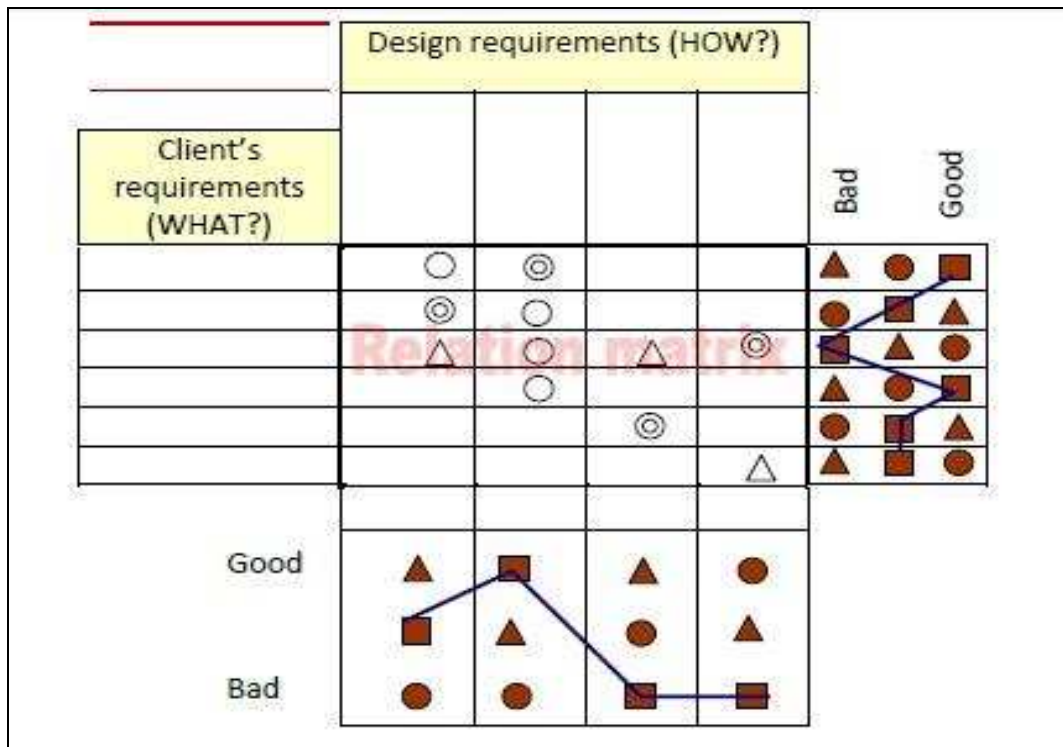 Design requirements (HOW?)
Client's
requirements
(WHAT?)
Bad
Good
Relation matrix
Good
Bad